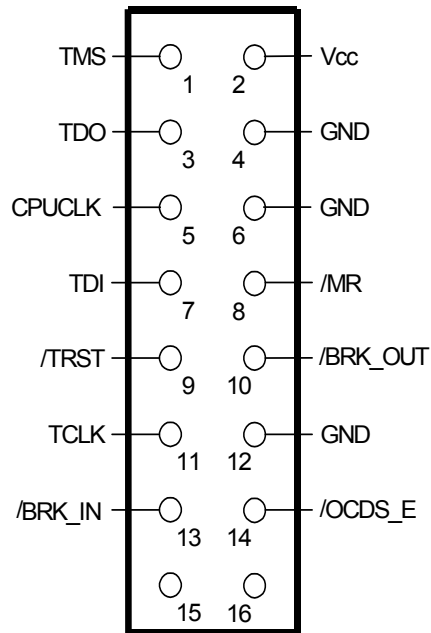 TMS Vcc
1 2
TDO GND
3 4
CPUCLK GND
5 6
TDI /MR
7 8
/TRST /BRK_OUT
9 10
TCLK GND
11 12
/BRK_IN /OCDS_E
13 14
15 16